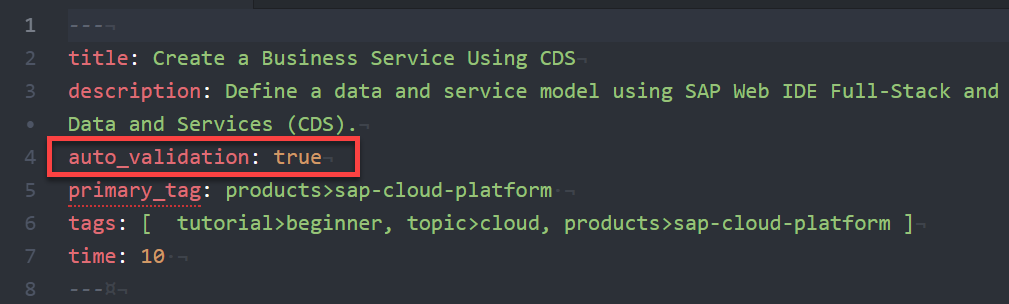 1 ---
2 title: Create a Business Service Using CDS
3 description: Define a data and service model using SAP Web IDE Full-Stack and
• Data and Services (CDS).
4 auto_validation: true
5 primary_tag: products>sap-cloud-platform
6 tags: [  tutorial>beginner, topic>cloud, products>sap-cloud-platform ]
7 time: 10
8 ---